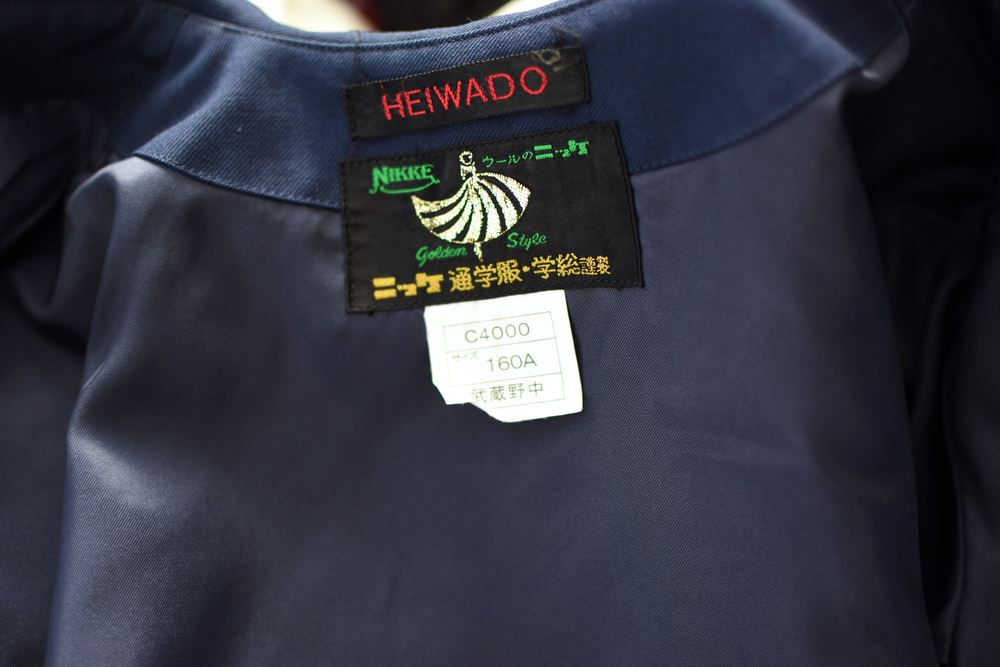 HEIWADO
NIKKE ウールのニッケ
Golden Style
ニッケ 通学服・学総謹製
C4000
サイズ 160A
武蔵野中